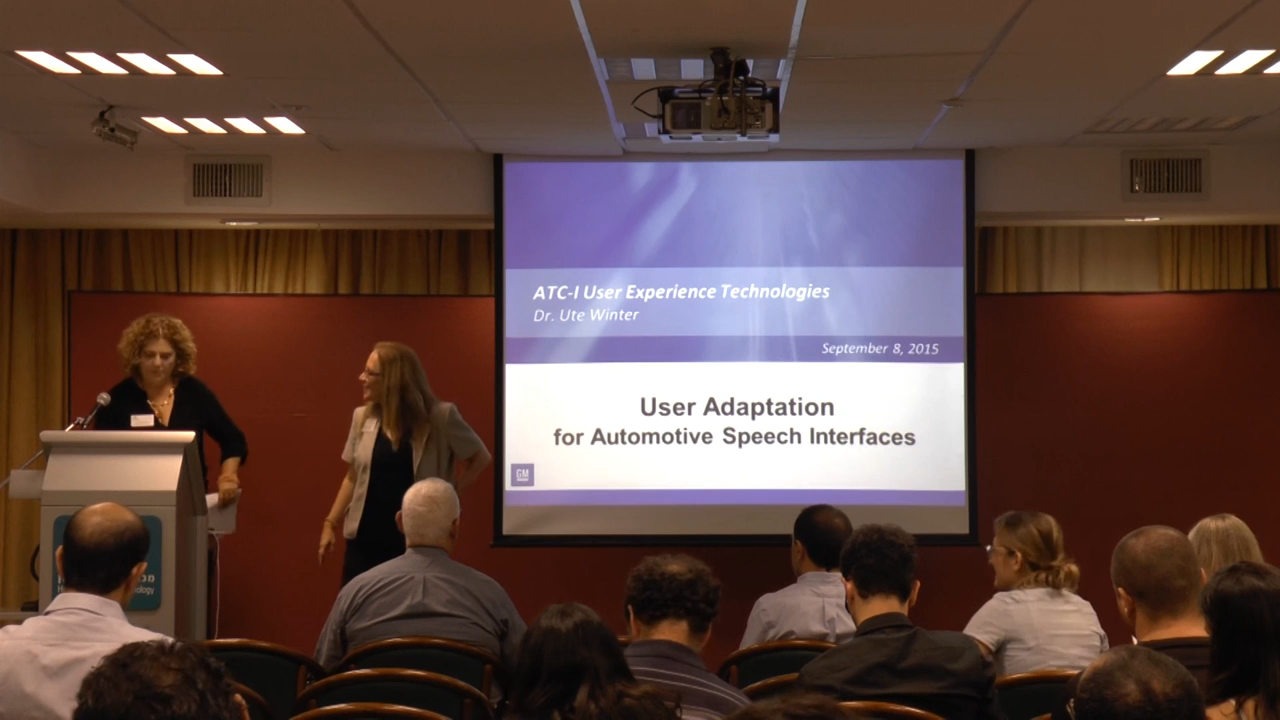 ATC-I User Experience Technologies
Dr. Ute Winter
September 8, 2015
User Adaptation
for Automotive Speech Interfaces
GM